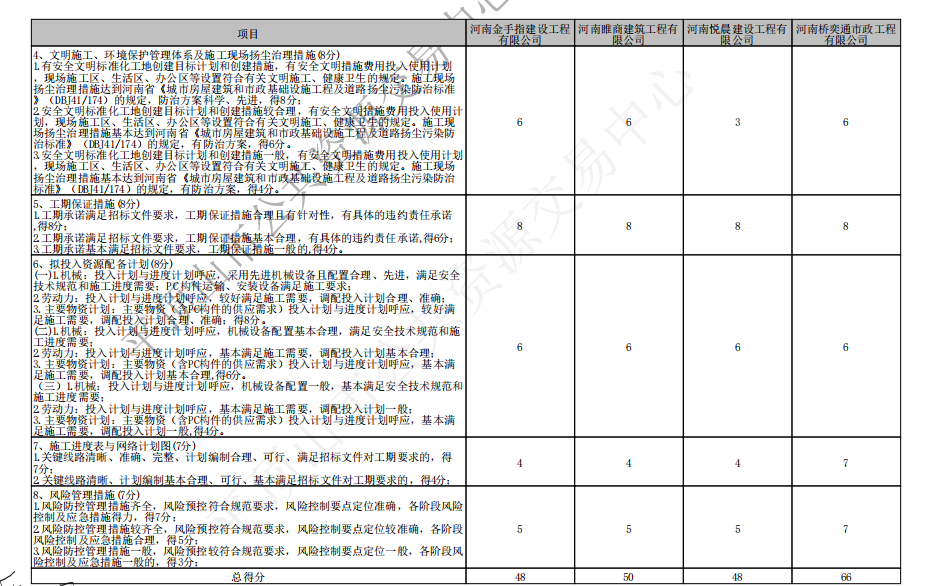 项目
河南金手指建设工程
有限公司
河南睢商建筑工程有
限公司
河南悦晨建设工程有
限公司
河南桥奕通市政工程
有限公司
4、文明施工、环境保护管理体系及施工现场扬尘治理措施(8分)
1.有安全文明标准化工地创建目标计划和创建措施，有安全文明措施费用投入使用计划
，现场施工区、生活区、办公区等设置符合有关文明施工、健康卫生的规定。施工现场
扬尘治理措施达到河南省《城市房屋建筑和市政基础设施工程及道路扬尘污染防治标准
》（DBJ41/174）的规定，防治方案科学、先进，得8分；
2.安全文明标准化工地创建目标计划和创建措施较合理，有安全文明措施费用投入使用计
划，现场施工区、生活区、办公区等设置符合有关文明施工、健康卫生的规定。施工现
场扬尘治理措施基本达到河南省《城市房屋建筑和市政基础设施工程及道路扬尘污染防
治标准》（DBJ41/174）的规定，有防治方案，得6分。
3.安全文明标准化工地创建目标计划和创建措施一般，有安全文明措施费用投入使用计划
，现场施工区、生活区、办公区等设置符合有关文明施工、健康卫生的规定。施工现场
扬尘治理措施基本达到河南省《城市房屋建筑和市政基础设施工程及道路扬尘污染防治
标准》（DBJ41/174）的规定，有防治方案，得4分。
6
6
3
6
5、工期保证措施(8分)
1.工期承诺满足招标文件要求，工期保证措施合理且有针对性，有具体的违约责任承诺
,得8分；
2.工期承诺满足招标文件要求，工期保证措施基本合理，有具体的违约责任承诺,得6分；
3.工期承诺基本满足招标文件要求，工期保证措施一般的,得4分。
8
8
8
8
6、拟投入资源配备计划(8分)
(一)1.机械：投入计划与进度计划呼应，采用先进机械设备且配置合理、先进，满足安全
技术规范和施工进度需要；PC构件运输、安装设备满足施工要求；
2.劳动力：投入计划与进度计划呼应，较好满足施工需要，调配投入计划合理、准确；
3.主要物资计划：主要物资（含PC构件的供应需求）投入计划与进度计划呼应，较好满
足施工需要，调配投入计划合理、准确；得8分。
(二)1.机械：投入计划与进度计划呼应，机械设备配置基本合理，满足安全技术规范和施
工进度需要；
2.劳动力：投入计划与进度计划呼应，基本满足施工需要，调配投入计划基本合理；
3.主要物资计划：主要物资（含PC构件的供应需求）投入计划与进度计划呼应，基本满
足施工需要，调配投入计划基本合理,得6分。
（三）1.机械：投入计划与进度计划呼应，机械设备配置一般，基本满足安全技术规范和
施工进度需要；
2.劳动力：投入计划与进度计划呼应，基本满足施工需要，调配投入计划一般；
3.主要物资计划：主要物资（含PC构件的供应需求）投入计划与进度计划呼应，基本满
足施工需要，调配投入计划一般,得4分。
6
6
6
6
7、施工进度表与网络计划图(7分)
1.关键线路清晰、准确、完整、计划编制合理、可行、满足招标文件对工期要求的，得
7分；
2.关键线路清晰、计划编制基本合理、可行、基本满足招标文件对工期要求的，得4分；
4
4
4
7
8、风险管理措施(7分)
1.风险防控管理措施齐全，风险预控符合规范要求，风险控制要点定位准确，各阶段风险
控制及应急措施得力，得7分；
2.风险防控管理措施较齐全，风险预控符合规范要求，风险控制要点定位较准确，各阶段
风险控制及应急措施合理，得5分；
3.风险防控管理措施一般，风险预控较符合规范要求，风险控制要点定位一般，各阶段风
险控制及应急措施一般的，得3分；
5
5
5
7
总得分
48
50
48
66